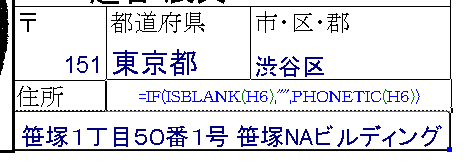 〒 都道府県 市・区・郡
151 東京都 渋谷区
住所 =IF(ISBLANK(H6),"",PHONETIC(H6))
笹塚1丁目50番1号 笹塚NAビルディング